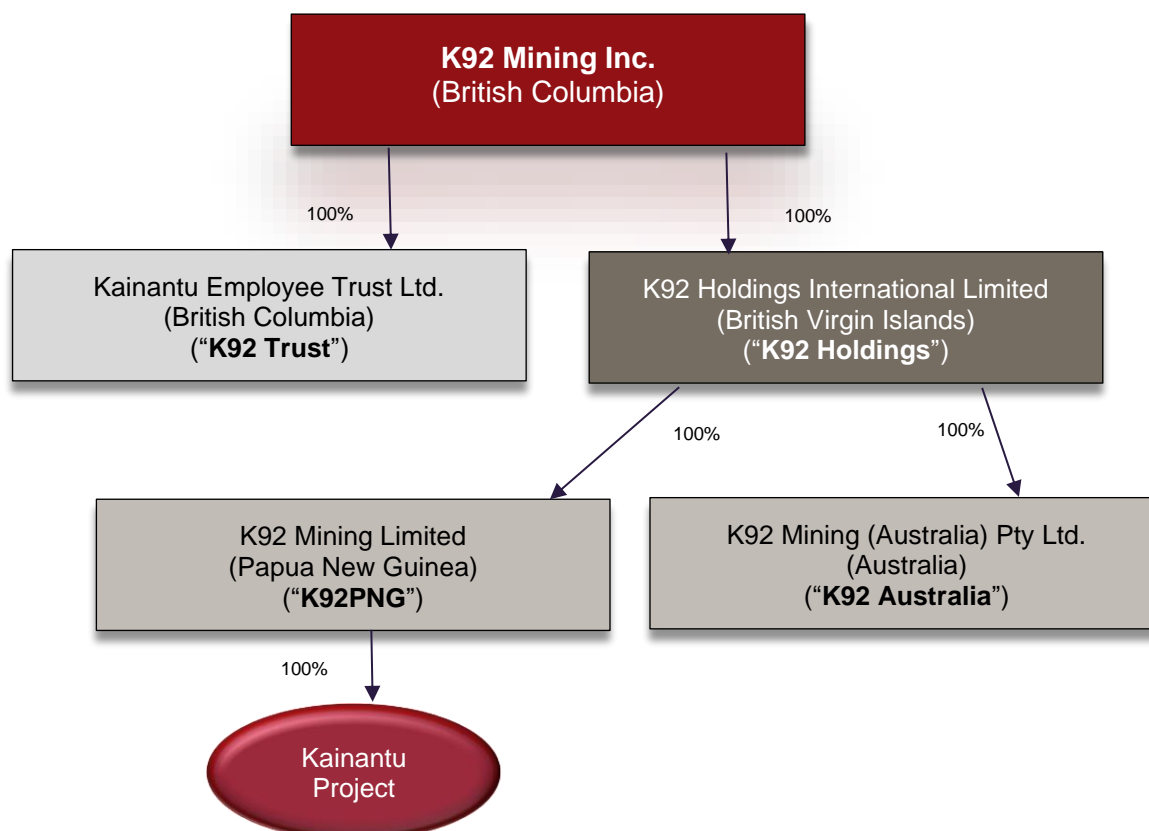 K92 Mining Inc.
(British Columbia)
100%
100%
Kainantu Employee Trust Ltd.
(British Columbia)
(“K92 Trust”)
K92 Holdings International Limited
(British Virgin Islands)
(“K92 Holdings”)
100%
100%
K92 Mining Limited
(Papua New Guinea)
(“K92PNG”)
K92 Mining (Australia) Pty Ltd.
(Australia)
(“K92 Australia”)
100%
Kainantu
Project